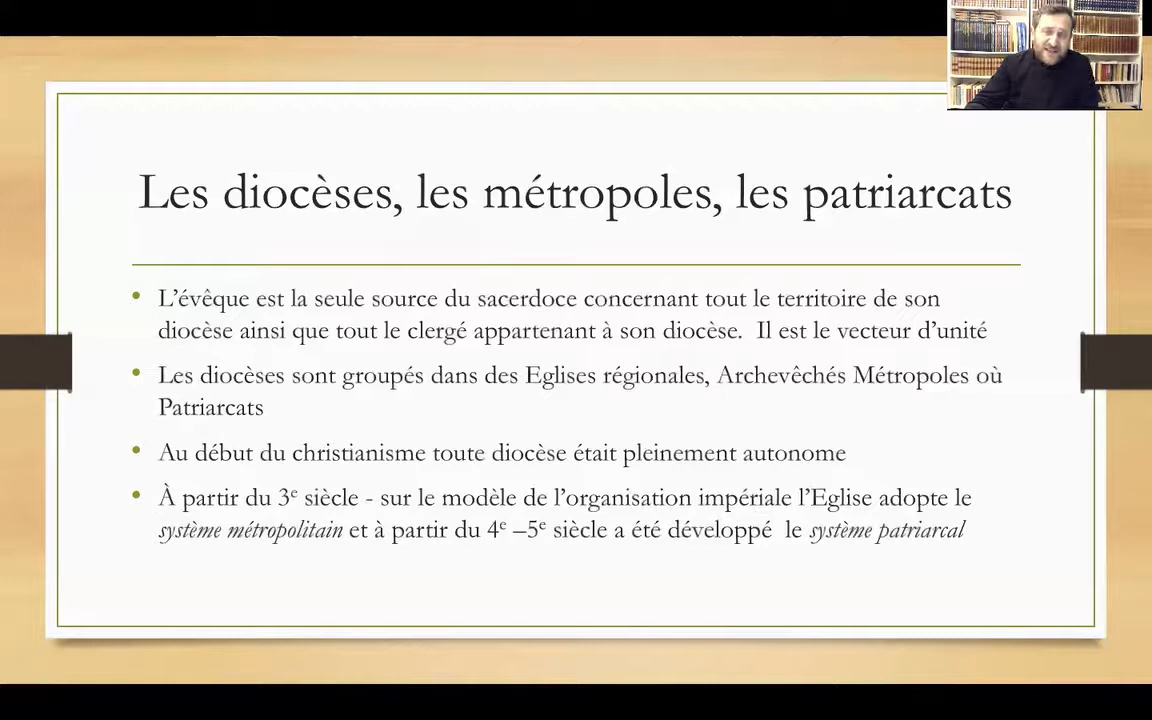 Les diocèses, les métropoles, les patriarcats
• L'évêque est la seule source du sacerdoce concernant tout le territoire de son
diocèse ainsi que tout le clergé appartenant à son diocèse.  Il est le vecteur d'unité
• Les diocèses sont groupés dans des Eglises régionales, Archevêchés Métropoles où
Patriarcats
• Au début du christianisme toute diocèse était pleinement autonome
• À partir du 3e siècle - sur le modèle de l'organisation impériale l'Eglise adopte le
système métropolitain et à partir du 4e –5e siècle a été développé  le système patriarcal